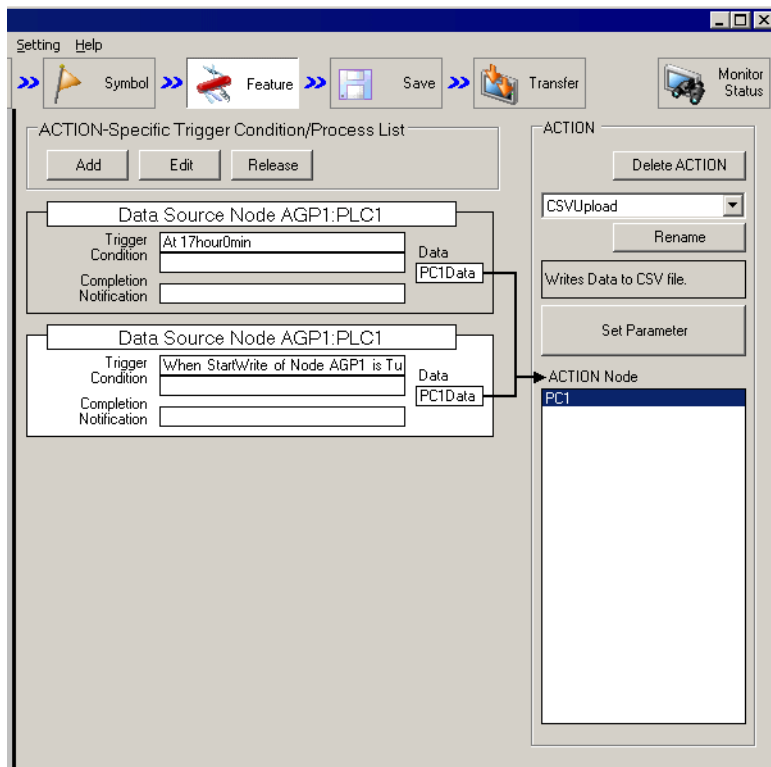 Setting Help
Symbol Feature Save Transfer Monitor
Status
ACTION-Specific Trigger Condition/Process List
Add Edit Release
Data Source Node AGP1:PLC1
Trigger
Condition
At 17hour0min
Completion
Notification
Data
PC1Data
Data Source Node AGP1:PLC1
Trigger
Condition
When StartWrite of Node AGP1 is Tu
Completion
Notification
Data
PC1Data
ACTION
Delete ACTION
CSVUpload
Rename
Writes Data to CSV file.
Set Parameter
ACTION Node
PC1